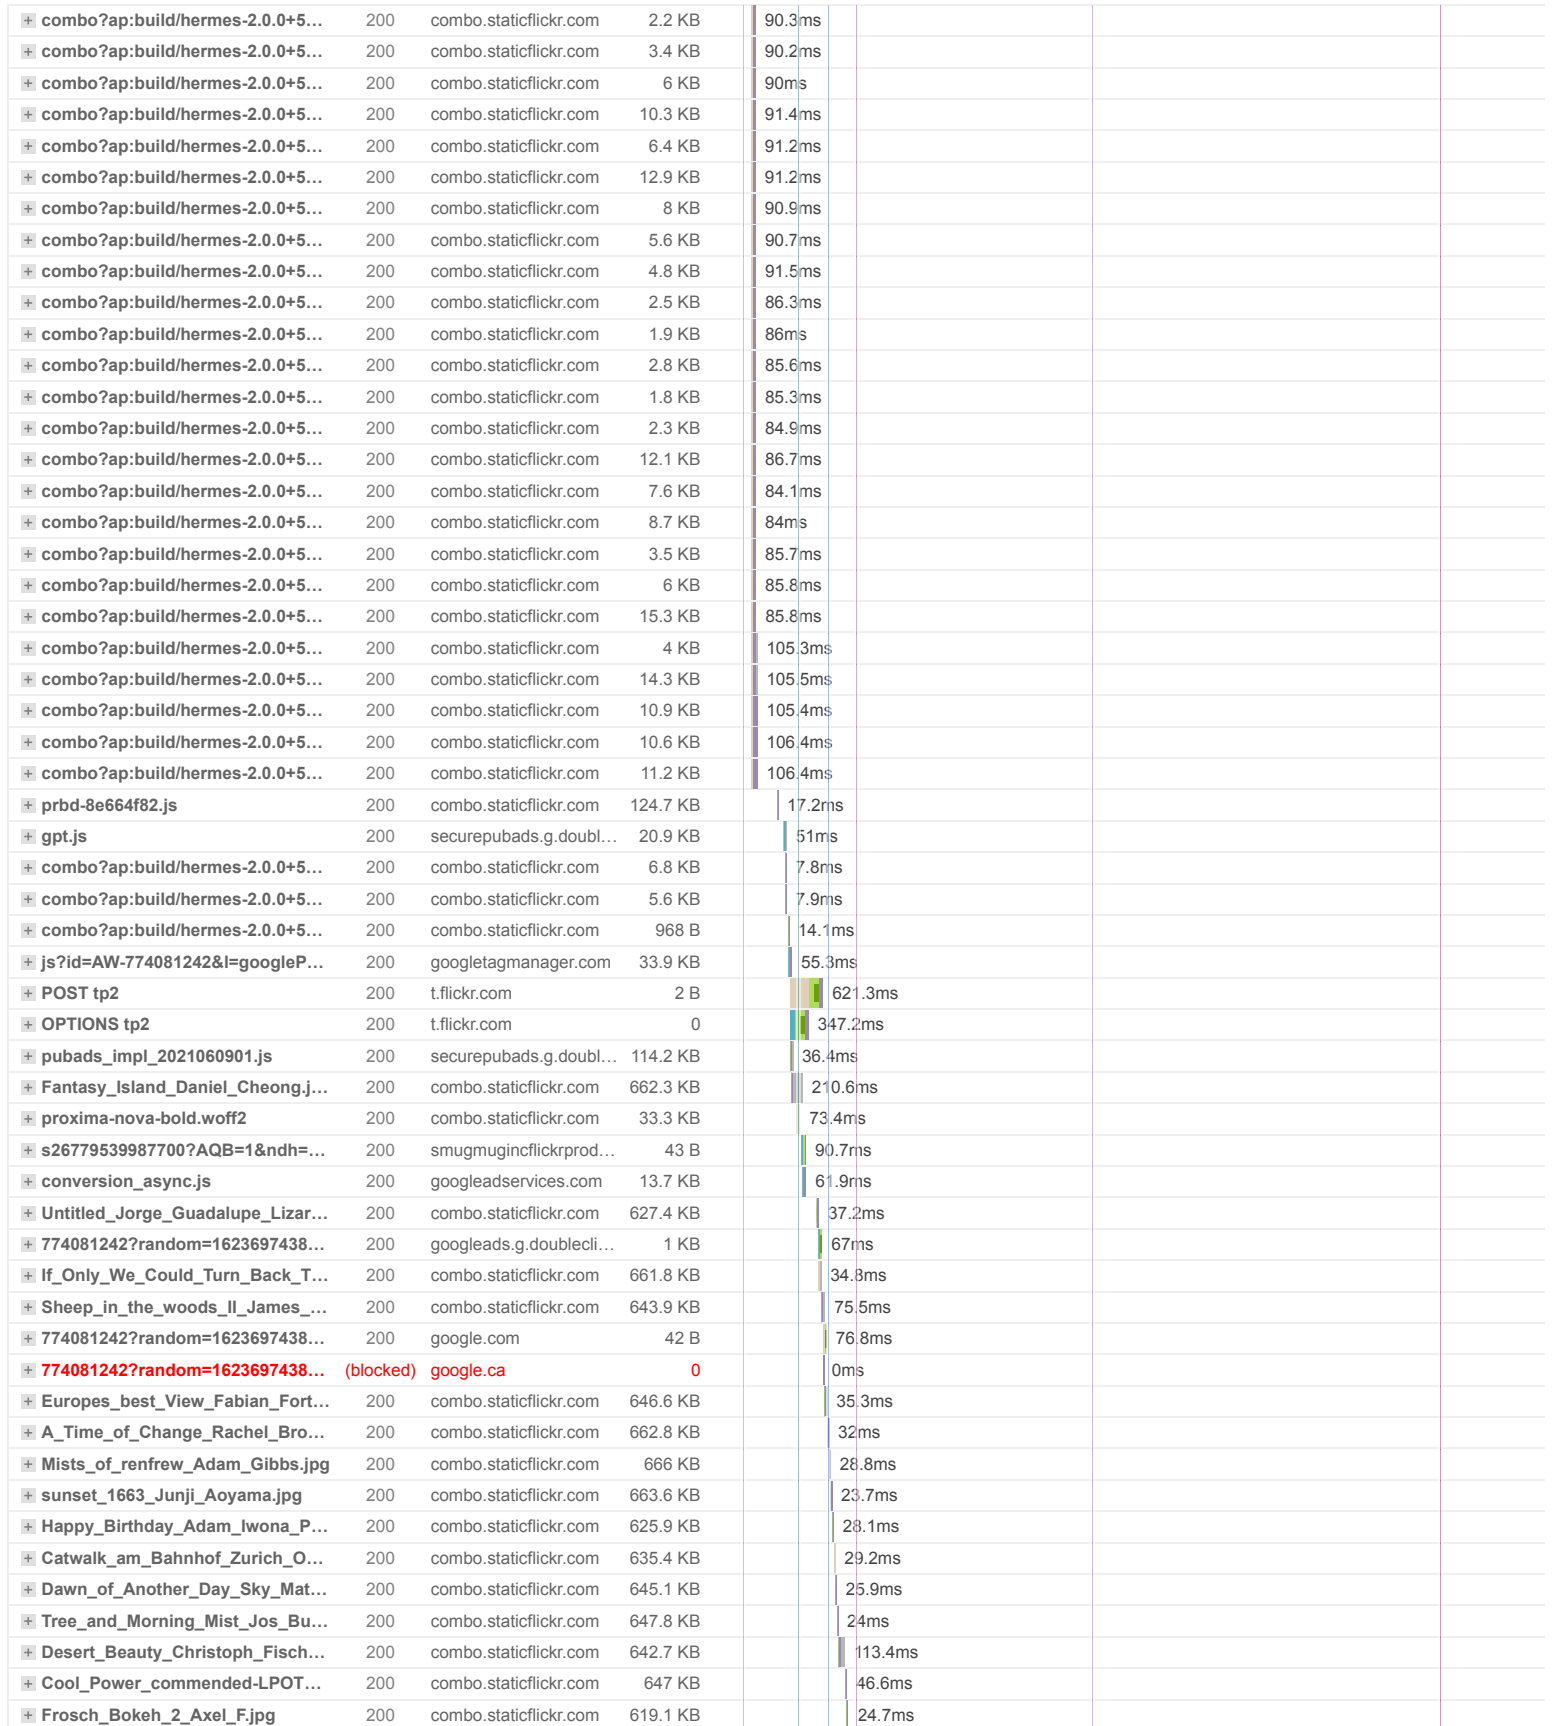 + combo?ap:build/hermes-2.0.0+5... 200 combo.staticflickr.com 2.2 KB 90.3ms
+ combo?ap:build/hermes-2.0.0+5... 200 combo.staticflickr.com 3.4 KB 90.2ms
+ combo?ap:build/hermes-2.0.0+5... 200 combo.staticflickr.com 6 KB 90ms
+ combo?ap:build/hermes-2.0.0+5... 200 combo.staticflickr.com 10.3 KB 91.4ms
+ combo?ap:build/hermes-2.0.0+5... 200 combo.staticflickr.com 6.4 KB 91.2ms
+ combo?ap:build/hermes-2.0.0+5... 200 combo.staticflickr.com 12.9 KB 91.2ms
+ combo?ap:build/hermes-2.0.0+5... 200 combo.staticflickr.com 8 KB 90.9ms
+ combo?ap:build/hermes-2.0.0+5... 200 combo.staticflickr.com 5.6 KB 90.7ms
+ combo?ap:build/hermes-2.0.0+5... 200 combo.staticflickr.com 4.8 KB 91.5ms
+ combo?ap:build/hermes-2.0.0+5... 200 combo.staticflickr.com 2.5 KB 86.3ms
+ combo?ap:build/hermes-2.0.0+5... 200 combo.staticflickr.com 1.9 KB 86ms
+ combo?ap:build/hermes-2.0.0+5... 200 combo.staticflickr.com 2.8 KB 85.6ms
+ combo?ap:build/hermes-2.0.0+5... 200 combo.staticflickr.com 1.8 KB 85.3ms
+ combo?ap:build/hermes-2.0.0+5... 200 combo.staticflickr.com 2.3 KB 84.9ms
+ combo?ap:build/hermes-2.0.0+5... 200 combo.staticflickr.com 12.1 KB 86.7ms
+ combo?ap:build/hermes-2.0.0+5... 200 combo.staticflickr.com 7.6 KB 84.1ms
+ combo?ap:build/hermes-2.0.0+5... 200 combo.staticflickr.com 8.7 KB 84ms
+ combo?ap:build/hermes-2.0.0+5... 200 combo.staticflickr.com 3.5 KB 85.7ms
+ combo?ap:build/hermes-2.0.0+5... 200 combo.staticflickr.com 6 KB 85.8ms
+ combo?ap:build/hermes-2.0.0+5... 200 combo.staticflickr.com 15.3 KB 85.8ms
+ combo?ap:build/hermes-2.0.0+5... 200 combo.staticflickr.com 4 KB 105.3ms
+ combo?ap:build/hermes-2.0.0+5... 200 combo.staticflickr.com 14.3 KB 105.5ms
+ combo?ap:build/hermes-2.0.0+5... 200 combo.staticflickr.com 10.9 KB 105.4ms
+ combo?ap:build/hermes-2.0.0+5... 200 combo.staticflickr.com 10.6 KB 106.4ms
+ combo?ap:build/hermes-2.0.0+5... 200 combo.staticflickr.com 11.2 KB 106.4ms
+ prbd-8e664f82.js 200 combo.staticflickr.com 124.7 KB 17.2ms
+ gpt.js 200 securepubads.g.doubl... 20.9 KB 51ms
+ combo?ap:build/hermes-2.0.0+5... 200 combo.staticflickr.com 6.8 KB 7.8ms
+ combo?ap:build/hermes-2.0.0+5... 200 combo.staticflickr.com 5.6 KB 7.9ms
+ combo?ap:build/hermes-2.0.0+5... 200 combo.staticflickr.com 968 B 14.1ms
+ js?id=AW-774081242&l=googleP... 200 googletagmanager.com 33.9 KB 55.3ms
+ POST tp2 200 t.flickr.com 2 B 621.3ms
+ OPTIONS tp2 200 t.flickr.com 0 347.2ms
+ pubads_impl_2021060901.js 200 securepubads.g.doubl... 114.2 KB 36.4ms
+ Fantasy_Island_Daniel_Cheong.j... 200 combo.staticflickr.com 662.3 KB 210.6ms
+ proxima-nova-bold.woff2 200 combo.staticflickr.com 33.3 KB 73.4ms
+ s26779539987700?AQB=1&ndh=... 200 smugmugincflickrprod... 43 B 90.7ms
+ conversion_async.js 200 googleadservices.com 13.7 KB 61.9ms
+ Untitled_Jorge_Guadalupe_Lizar... 200 combo.staticflickr.com 627.4 KB 37.2ms
+ 774081242?random=1623697438... 200 googleads.g.doublecli... 1 KB 67ms
+ If_Only_We_Could_Turn_Back_T... 200 combo.staticflickr.com 661.8 KB 34.8ms
+ Sheep_in_the_woods_II_James_... 200 combo.staticflickr.com 643.9 KB 75.5ms
+ 774081242?random=1623697438... 200 google.com 42 B 76.8ms
+ 774081242?random=1623697438... (blocked) google.ca 0 0ms
+ Europes_best_View_Fabian_Fort... 200 combo.staticflickr.com 646.6 KB 35.3ms
+ A_Time_of_Change_Rachel_Bro... 200 combo.staticflickr.com 662.8 KB 32ms
+ Mists_of_renfrew_Adam_Gibbs.jpg 200 combo.staticflickr.com 666 KB 28.8ms
+ sunset_1663_Junji_Aoyama.jpg 200 combo.staticflickr.com 663.6 KB 23.7ms
+ Happy_Birthday_Adam_Iwona_P... 200 combo.staticflickr.com 625.9 KB 28.1ms
+ Catwalk_am_Bahnhof_Zurich_O... 200 combo.staticflickr.com 635.4 KB 29.2ms
+ Dawn_of_Another_Day_Sky_Mat... 200 combo.staticflickr.com 645.1 KB 25.9ms
+ Tree_and_Morning_Mist_Jos_Bu... 200 combo.staticflickr.com 647.8 KB 24ms
+ Desert_Beauty_Christoph_Fisch... 200 combo.staticflickr.com 642.7 KB 113.4ms
+ Cool_Power_commended-LPOT... 200 combo.staticflickr.com 647 KB 46.6ms
+ Frosch_Bokeh_2_Axel_F.jpg 200 combo.staticflickr.com 619.1 KB 24.7ms